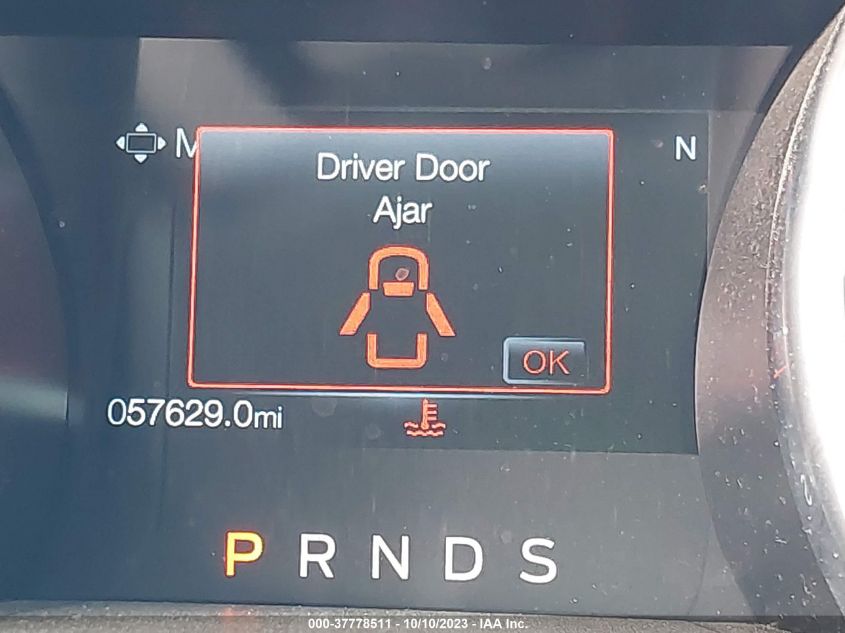 M
N
Driver Door
Ajar
OK
057629.0mi
P R N D S
000-37778511 - 10/10/2023 - IAA Inc.